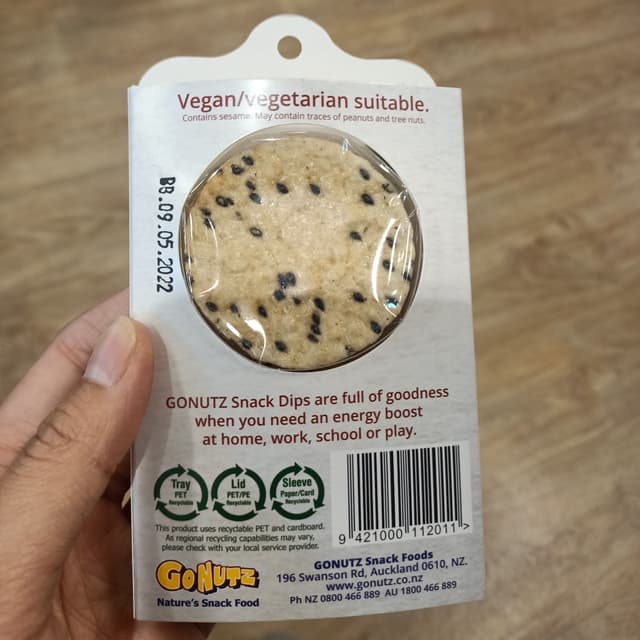 Vegan/vegetarian suitable.
Contains sesame. May contain traces of peanuts and tree nuts.
BB.09.05.2022
GONUTZ Snack Dips are full of goodness
when you need an energy boost
at home, work, school or play.
Tray
PET
Recyclable
Lid
PET/PE
Recyclable
Sleeve
Paper/Card
Recyclable
This product uses recyclable PET and cardboard.
As regional recycling capabilities may vary,
please check with your local service provider.
9 421000 112011 >
GONUTZ
Nature's Snack Food
GONUTZ Snack Foods
196 Swanson Rd, Auckland 0610, NZ.
www.gonutz.co.nz
Ph NZ 0800 466 889 AU 1800 466 889